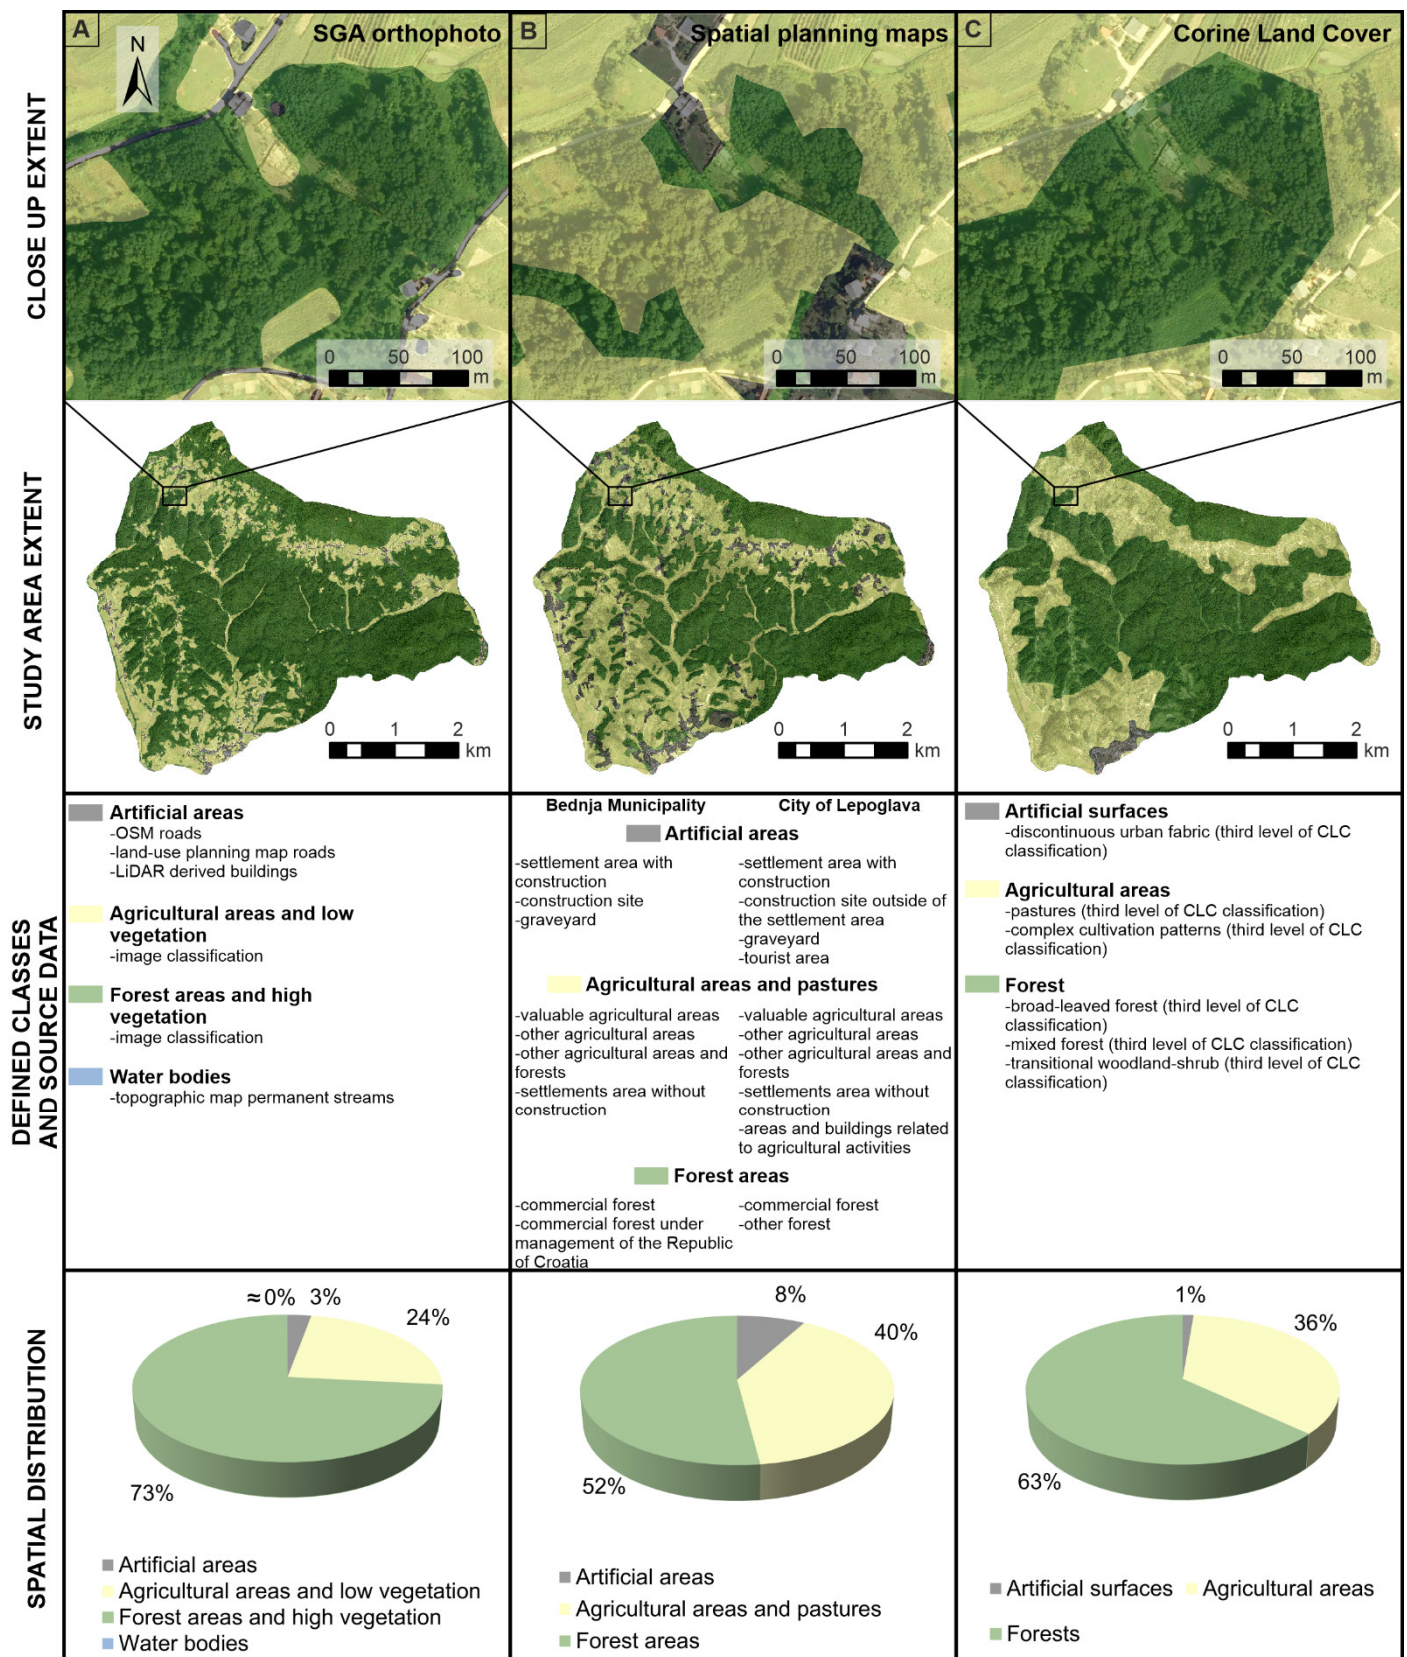 A
SGA orthophoto
N
0 50 100
m
B
Spatial planning maps
0 50 100
m
C
Corine Land Cover
0 50 100
m
CLOSE UP EXTENT
STUDY AREA EXTENT
0 1 2
km
0 1 2
km
0 1 2
km
DEFINED CLASSES
AND SOURCE DATA
Artificial areas
-OSM roads
-land-use planning map roads
-LiDAR derived buildings
Agricultural areas and low
vegetation
-image classification
Forest areas and high
vegetation
-image classification
Water bodies
-topographic map permanent streams
Bednja Municipality
City of Lepoglava
Artificial areas
-settlement area with
construction
-construction site
-graveyard
-settlement area with
construction
-construction site outside of
the settlement area
-graveyard
-tourist area
Agricultural areas and pastures
-valuable agricultural areas
-other agricultural areas
-other agricultural areas and
forests
-settlements area without
construction
-valuable agricultural areas
-other agricultural areas
-other agricultural areas and
forests
-settlements area without
construction
-areas and buildings related
to agricultural activities
Forest areas
-commercial forest
-commercial forest under
management of the Republic
of Croatia
-commercial forest
-other forest
Artificial surfaces
-discontinuous urban fabric (third level of CLC
classification)
Agricultural areas
-pastures (third level of CLC classification)
-complex cultivation patterns (third level of CLC
classification)
Forest
-broad-leaved forest (third level of CLC
classification)
-mixed forest (third level of CLC classification)
-transitional woodland-shrub (third level of CLC
classification)
SPATIAL DISTRIBUTION
≈0% 3%
24%
73%
Artificial areas
Agricultural areas and low vegetation
Forest areas and high vegetation
Water bodies
8%
40%
52%
Artificial areas
Agricultural areas and pastures
Forest areas
1%
36%
63%
Artificial surfaces Agricultural areas
Forests